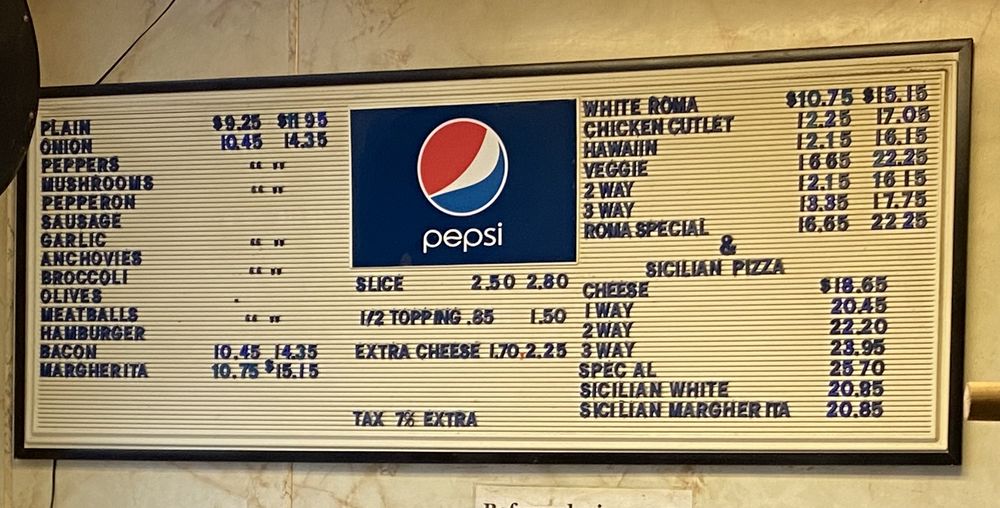 PLAIN $9.25 $11 95
ONION 10.45 14.35
PEPPERS " "
MUSHROOMS " "
PEPPERON
SAUSAGE
GARLIC " "
ANCHOVIES
BROCCOLI " "
OLIVES
MEATBALLS " "
HAMBURGER
BACON 10.45 14.35
MARGHERITA 10.75 $15.15
pepsi
SLICE 2.50 2.80
1/2 TOPPING .85 1.50
EXTRA CHEESE 1.70,2.25
TAX 7% EXTRA
WHITE ROMA $10.75 $15.15
CHICKEN CUTLET 12.25 17.05
HAWAIIN 12.15 16.15
VEGGIE 16 65 22.25
2 WAY 12.15 16 15
3 WAY 13.35 17.75
ROMA SPECIAL 16.65 22 25
&
SICILIAN PIZZA
CHEESE $18.65
1 WAY 20.45
2 WAY 22.20
3 WAY 23.95
SPEC AL 25 70
SICILIAN WHITE 20.85
SICILIAN MARGHER ITA 20.85